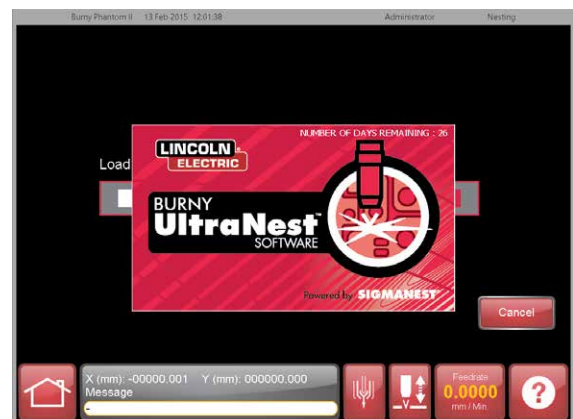 Burny Phantom II 13 Feb 2015 12:01:38 Administrator Nesting
NUMBER OF DAYS REMAINING : 26
LINCOLN
ELECTRIC
Load
BURNY
UltraNest™
SOFTWARE
Powered by SIGMANEST
Cancel
X (mm): -00000.001 Y (mm): 000000.000
Message
-
Feedrate
0.0000
mm / Min
?